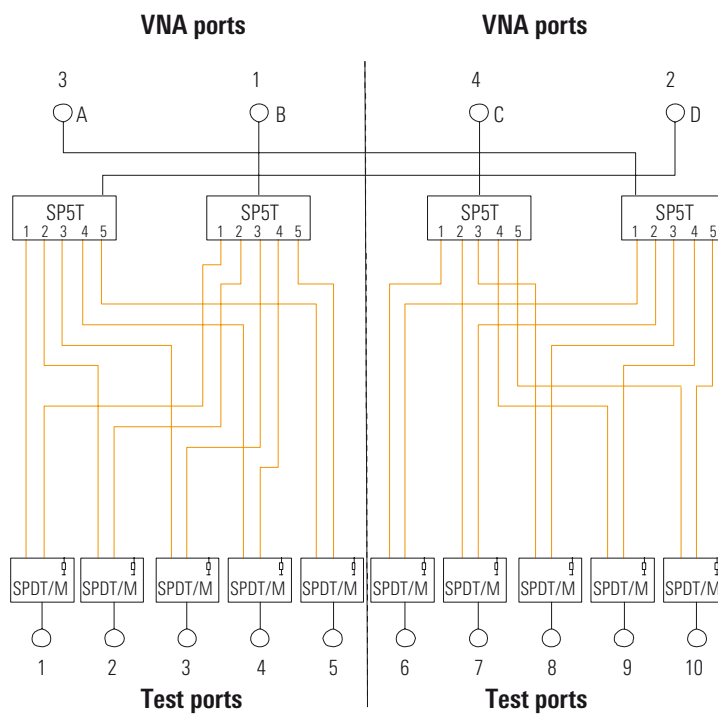 VNA ports VNA ports
3 1 4 2
A B C D
SP5T SP5T SP5T SP5T
1 2 3 4 5 1 2 3 4 5 1 2 3 4 5 1 2 3 4 5
SPDT/M SPDT/M SPDT/M SPDT/M SPDT/M SPDT/M SPDT/M SPDT/M SPDT/M SPDT/M
1 2 3 4 5 6 7 8 9 10
Test ports Test ports